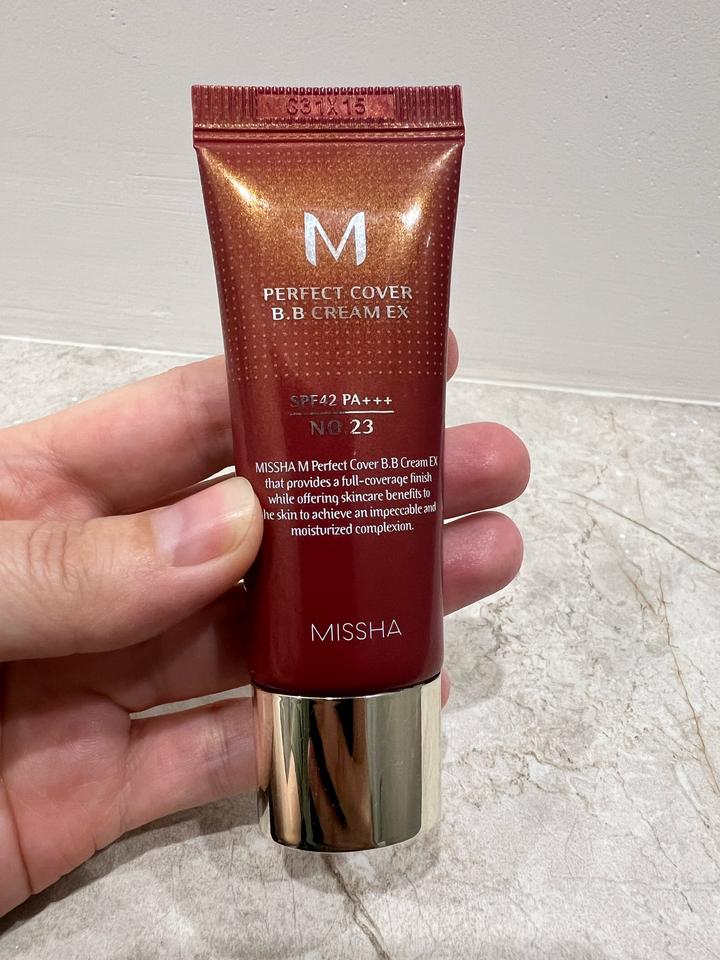 G31X15
M
PERFECT COVER
B.B CREAM EX
SPF42 PA+++
NO.23
MISSHA M Perfect Cover B.B Cream EX
that provides a full-coverage finish
while offering skincare benefits to
he skin to achieve an impeccable and
moisturized complexion.
MISSHA